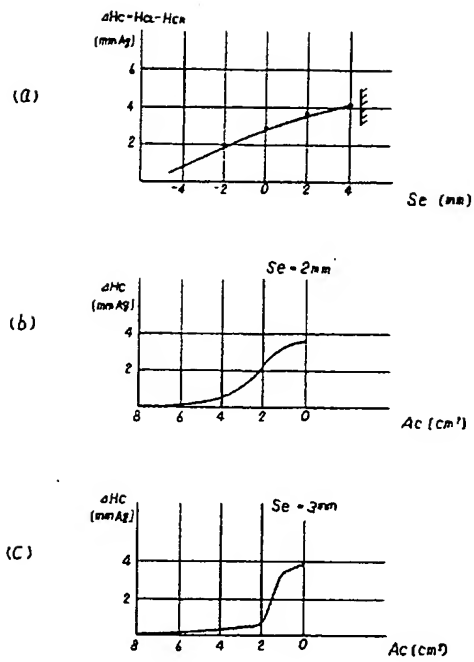 ΔHc=HCL-HCR
(mmAg)
(a)
6
4
2
-4 -2 0 2 4
Se (mm)
Se = 2mm
ΔHc
(mmAg)
(b)
4
2
8 6 4 2 0
Ac (cm²)
ΔHc
(mmAg)
Se = 3mm
(C)
4
2
8 6 4 2 0
Ac (cm²)